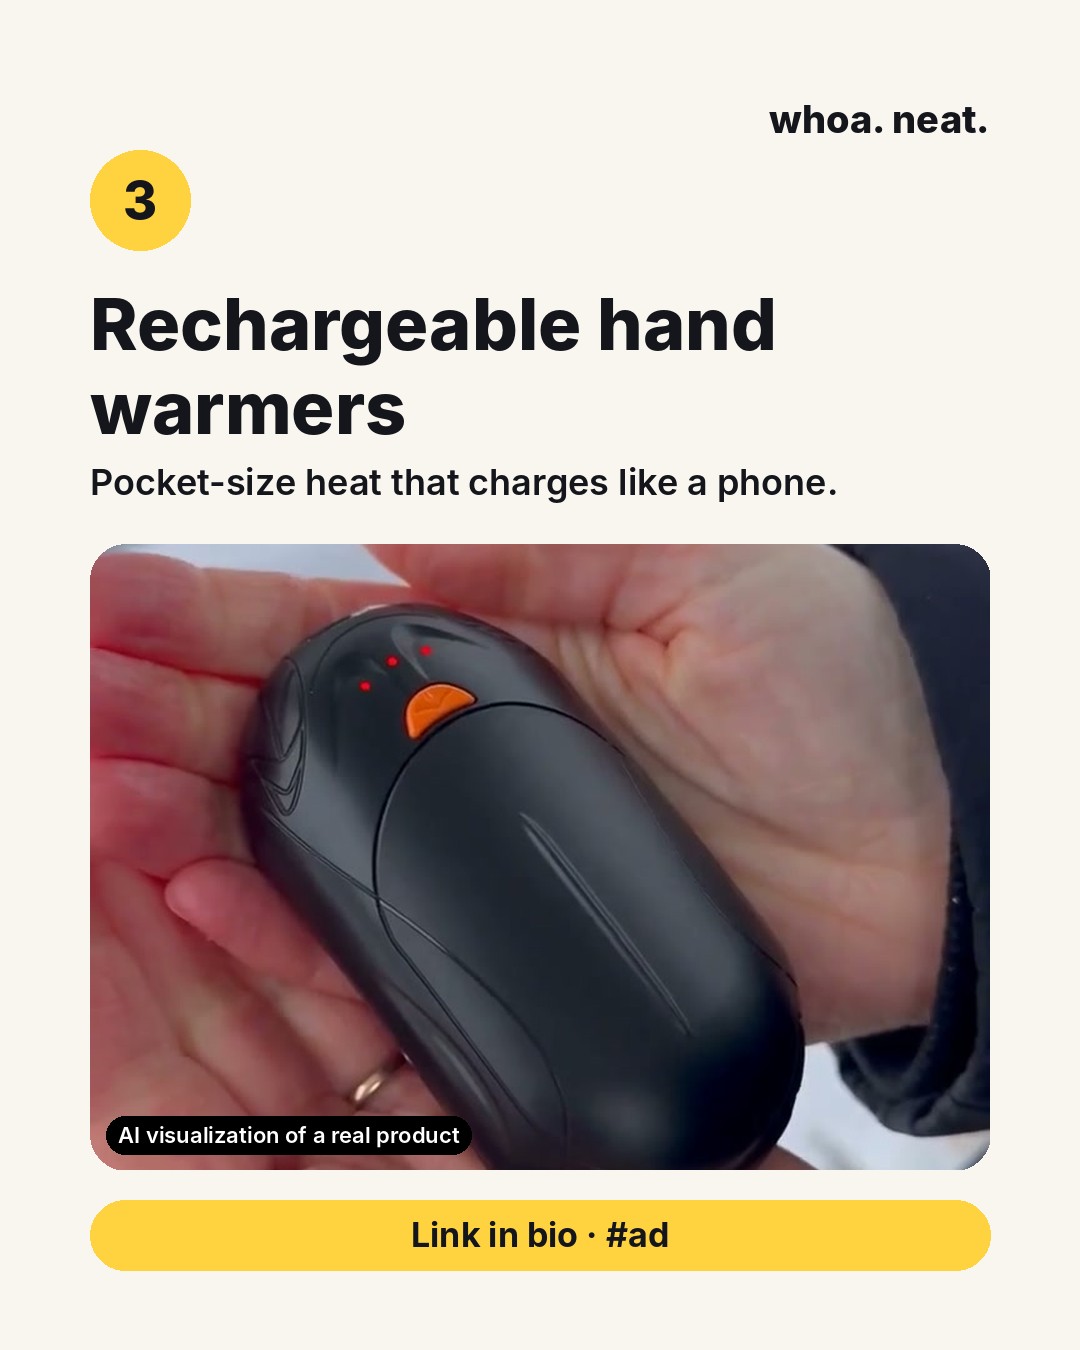 whoa. neat.
3
Rechargeable hand
warmers
Pocket-size heat that charges like a phone.
AI visualization of a real product
Link in bio · #ad